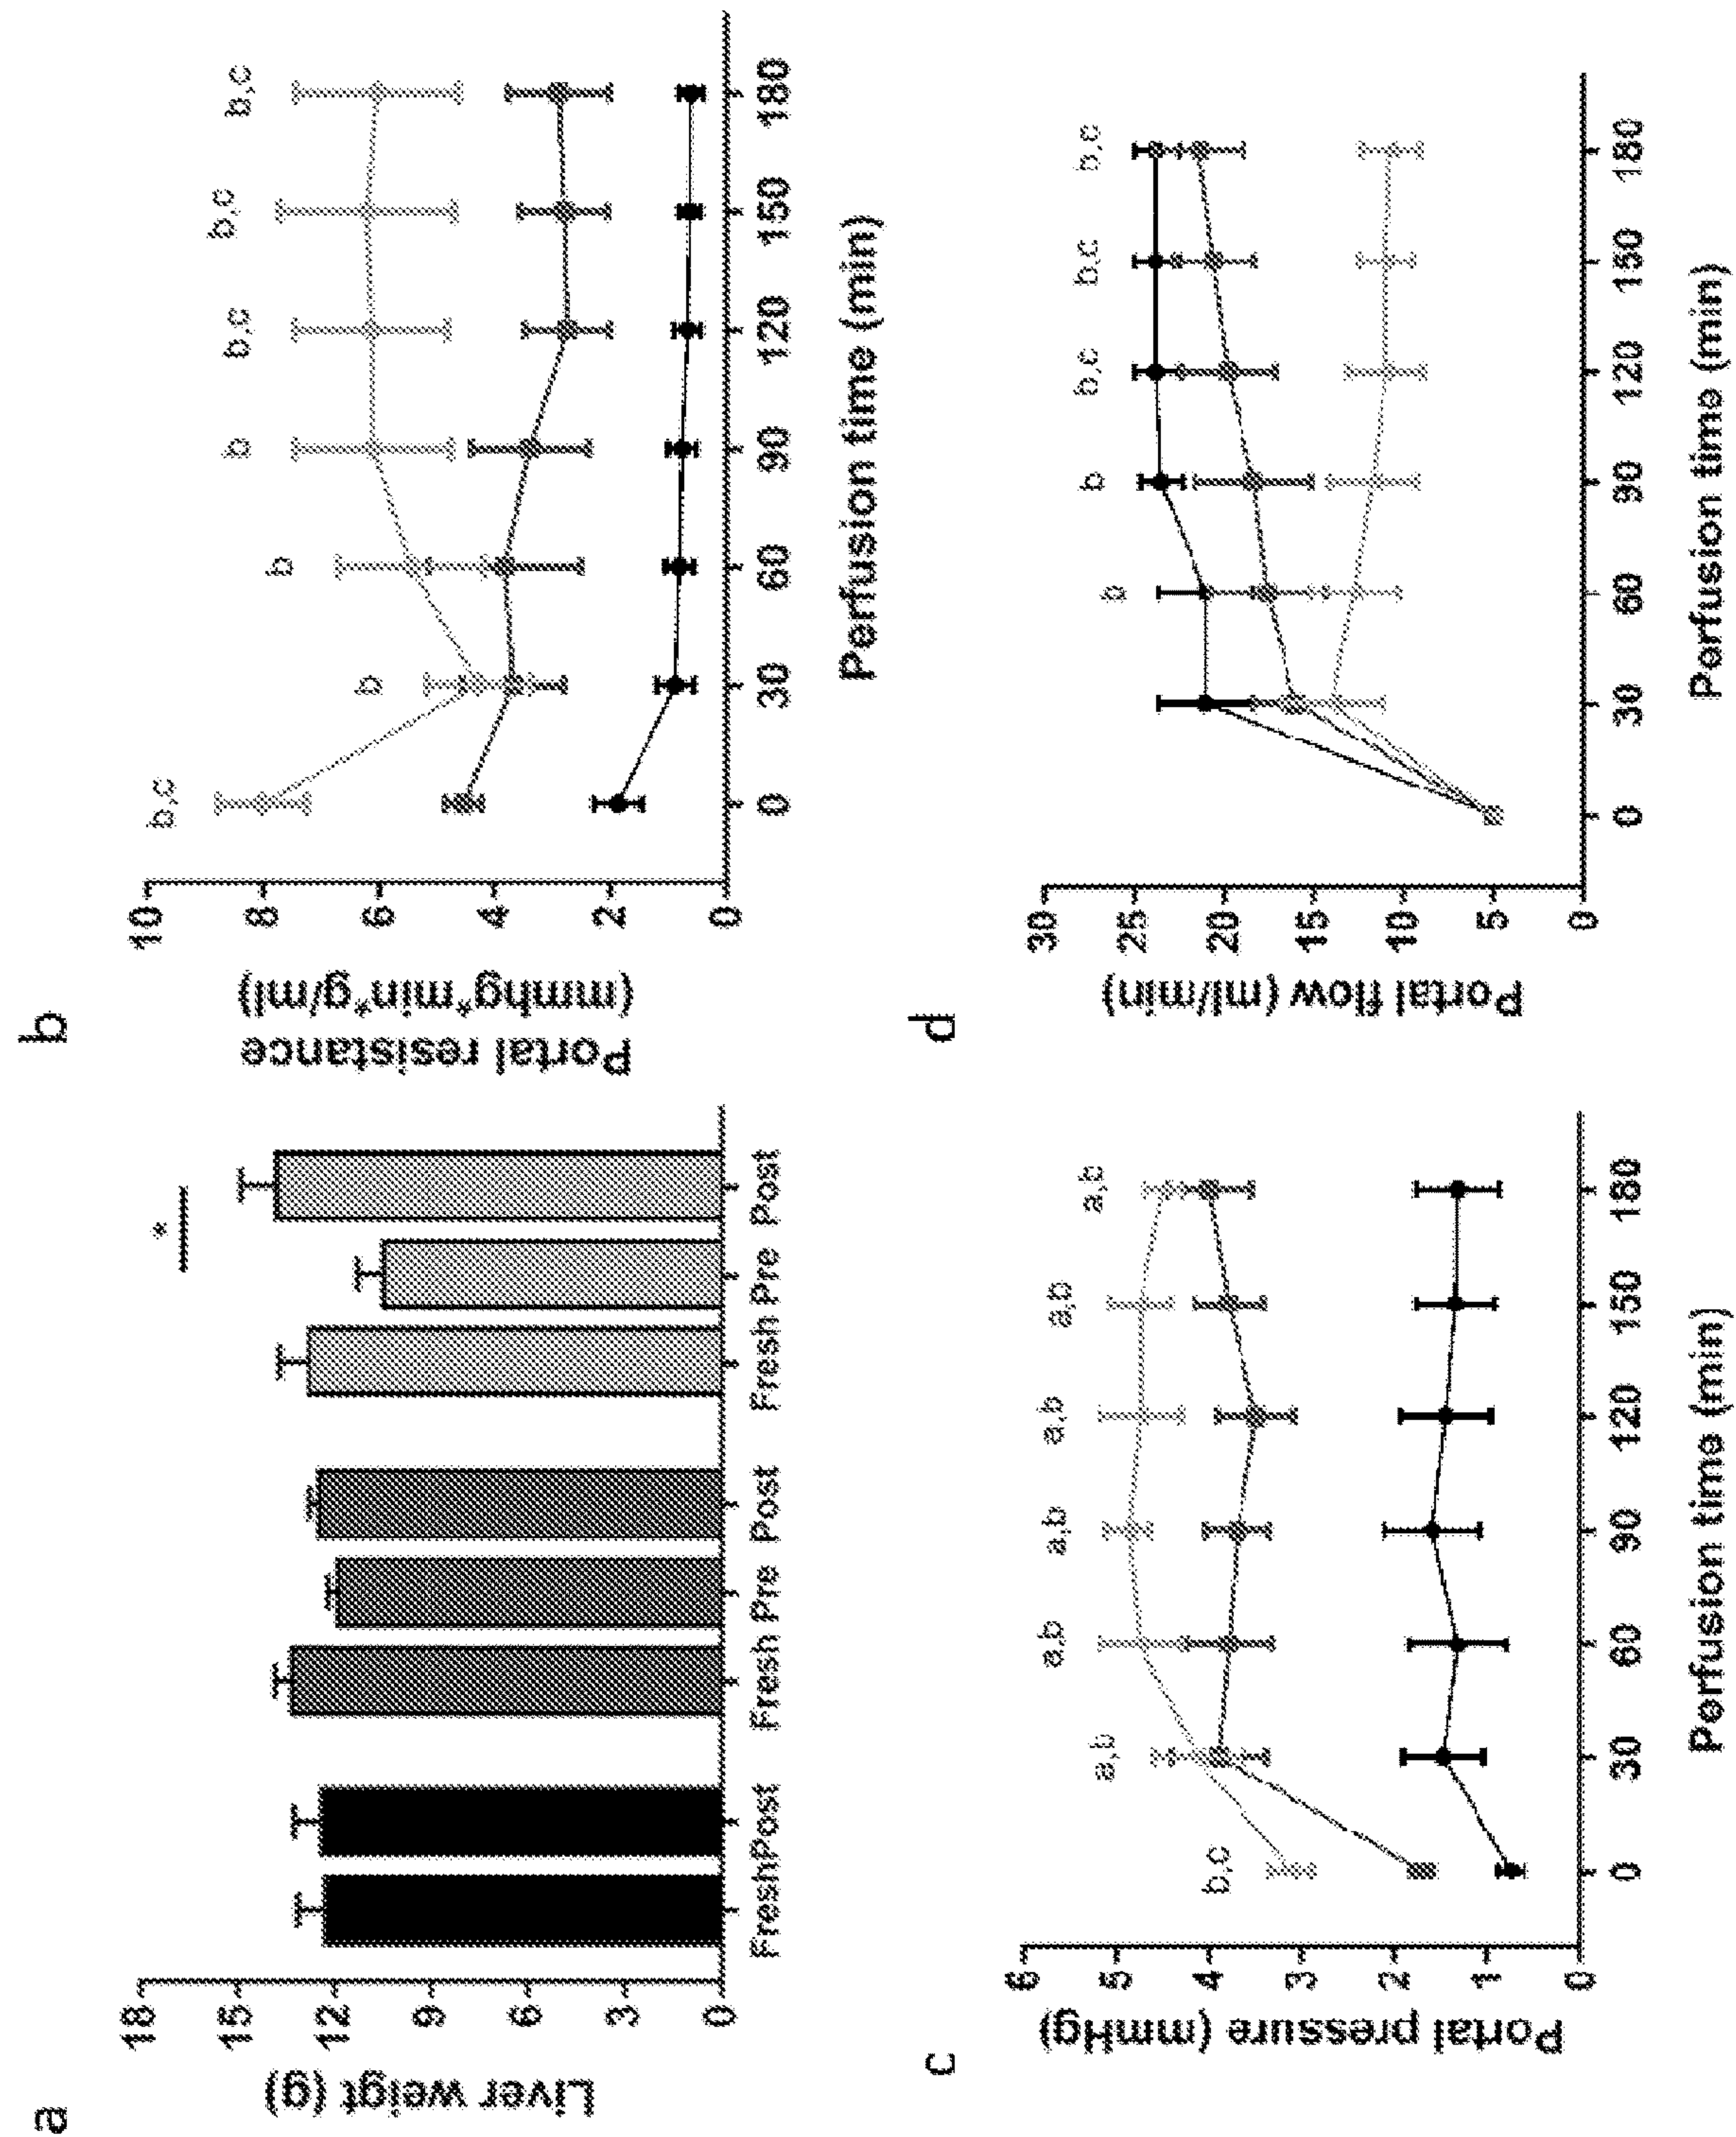 a
Liver weigt (g)
18
15
12
9
6
3
0
*
Fresh Post
Fresh Pre Post
Fresh Pre Post
b
Portal resistance
(mmhg*min*g/ml)
10
8
6
4
2
0
b,c
b
b
b
b,c
b,c
b,c
0 30 60 90 120 150 180
Perfusion time (min)
c
Portal pressure (mmHg)
6
5
4
3
2
1
0
b,c
a,b
a,b
a,b
a,b
a,b
a,b
0 30 60 90 120 150 180
Perfusion time (min)
d
Portal flow (ml/min)
30
25
20
15
10
5
0
b
b
b,c
b,c
b,c
0 30 60 90 120 150 180
Perfusion time (min)